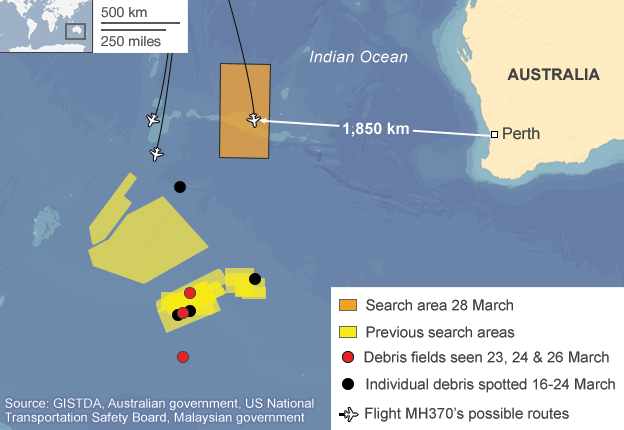 500 km
250 miles
Indian Ocean
AUSTRALIA
1,850 km
Perth
Search area 28 March
Previous search areas
Debris fields seen 23, 24 & 26 March
Individual debris spotted 16-24 March
Flight MH370's possible routes
Source: GISTDA, Australian government, US National
Transportation Safety Board, Malaysian government